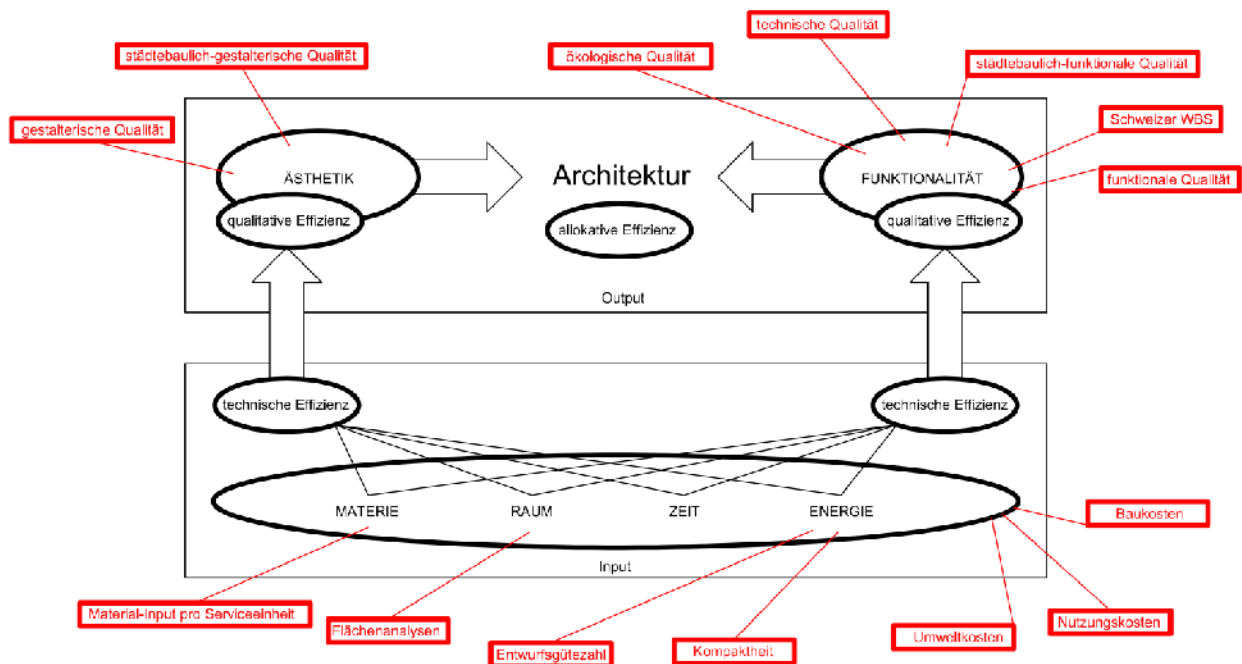 technische Qualität
städtebaulich-gestalterische Qualität
ökologische Qualität
städtebaulich-funktionale Qualität
gestalterische Qualität
Schweizer WBS
ÄSTHETIK
Architektur
FUNKTIONALITÄT
funktionale Qualität
qualitative Effizienz
allokative Effizienz
qualitative Effizienz
Output
technische Effizienz
technische Effizienz
MATERIE
RAUM
ZEIT
ENERGIE
Baukosten
Input
Material-Input pro Serviceeinheit
Flächenanalysen
Entwurfsgütezahl
Kompaktheit
Umweltkosten
Nutzungskosten